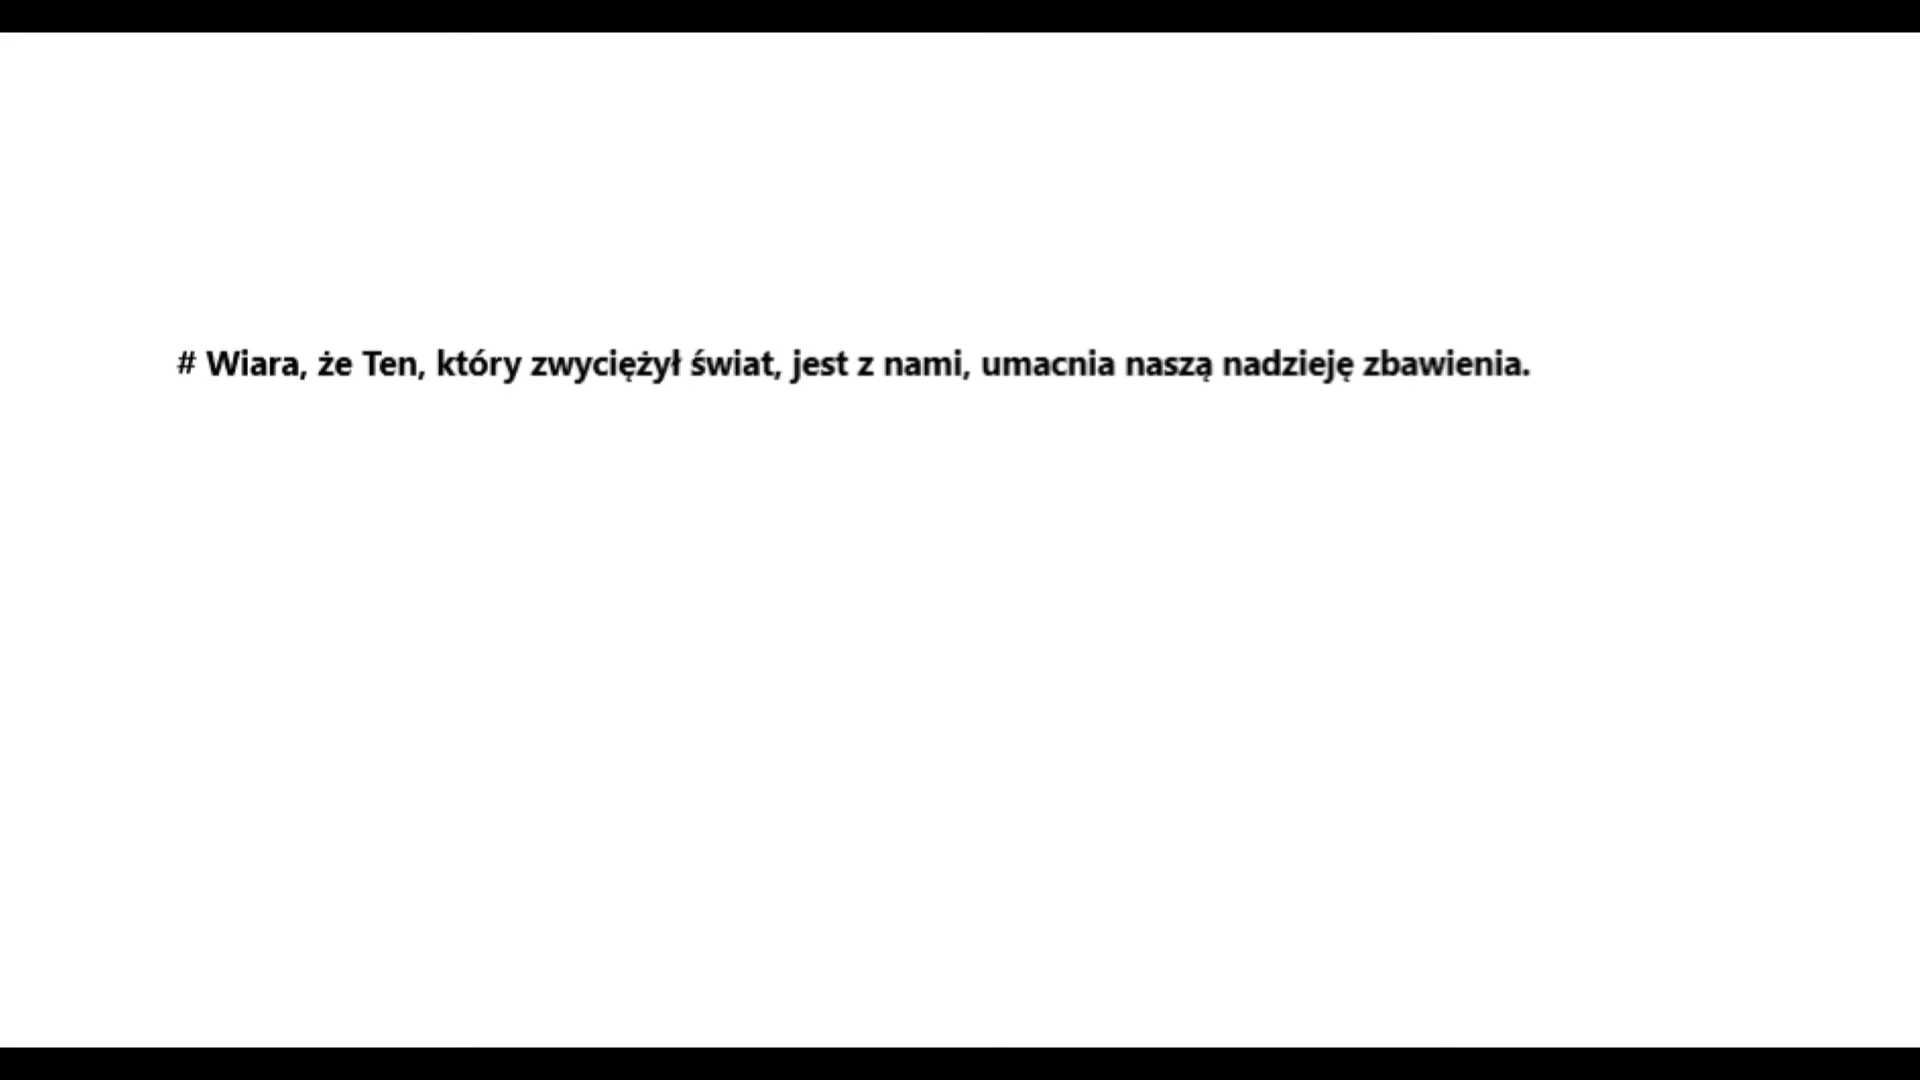 # Wiara, że Ten, który zwyciężył świat, jest z nami, umacnia naszą nadzieję zbawienia.